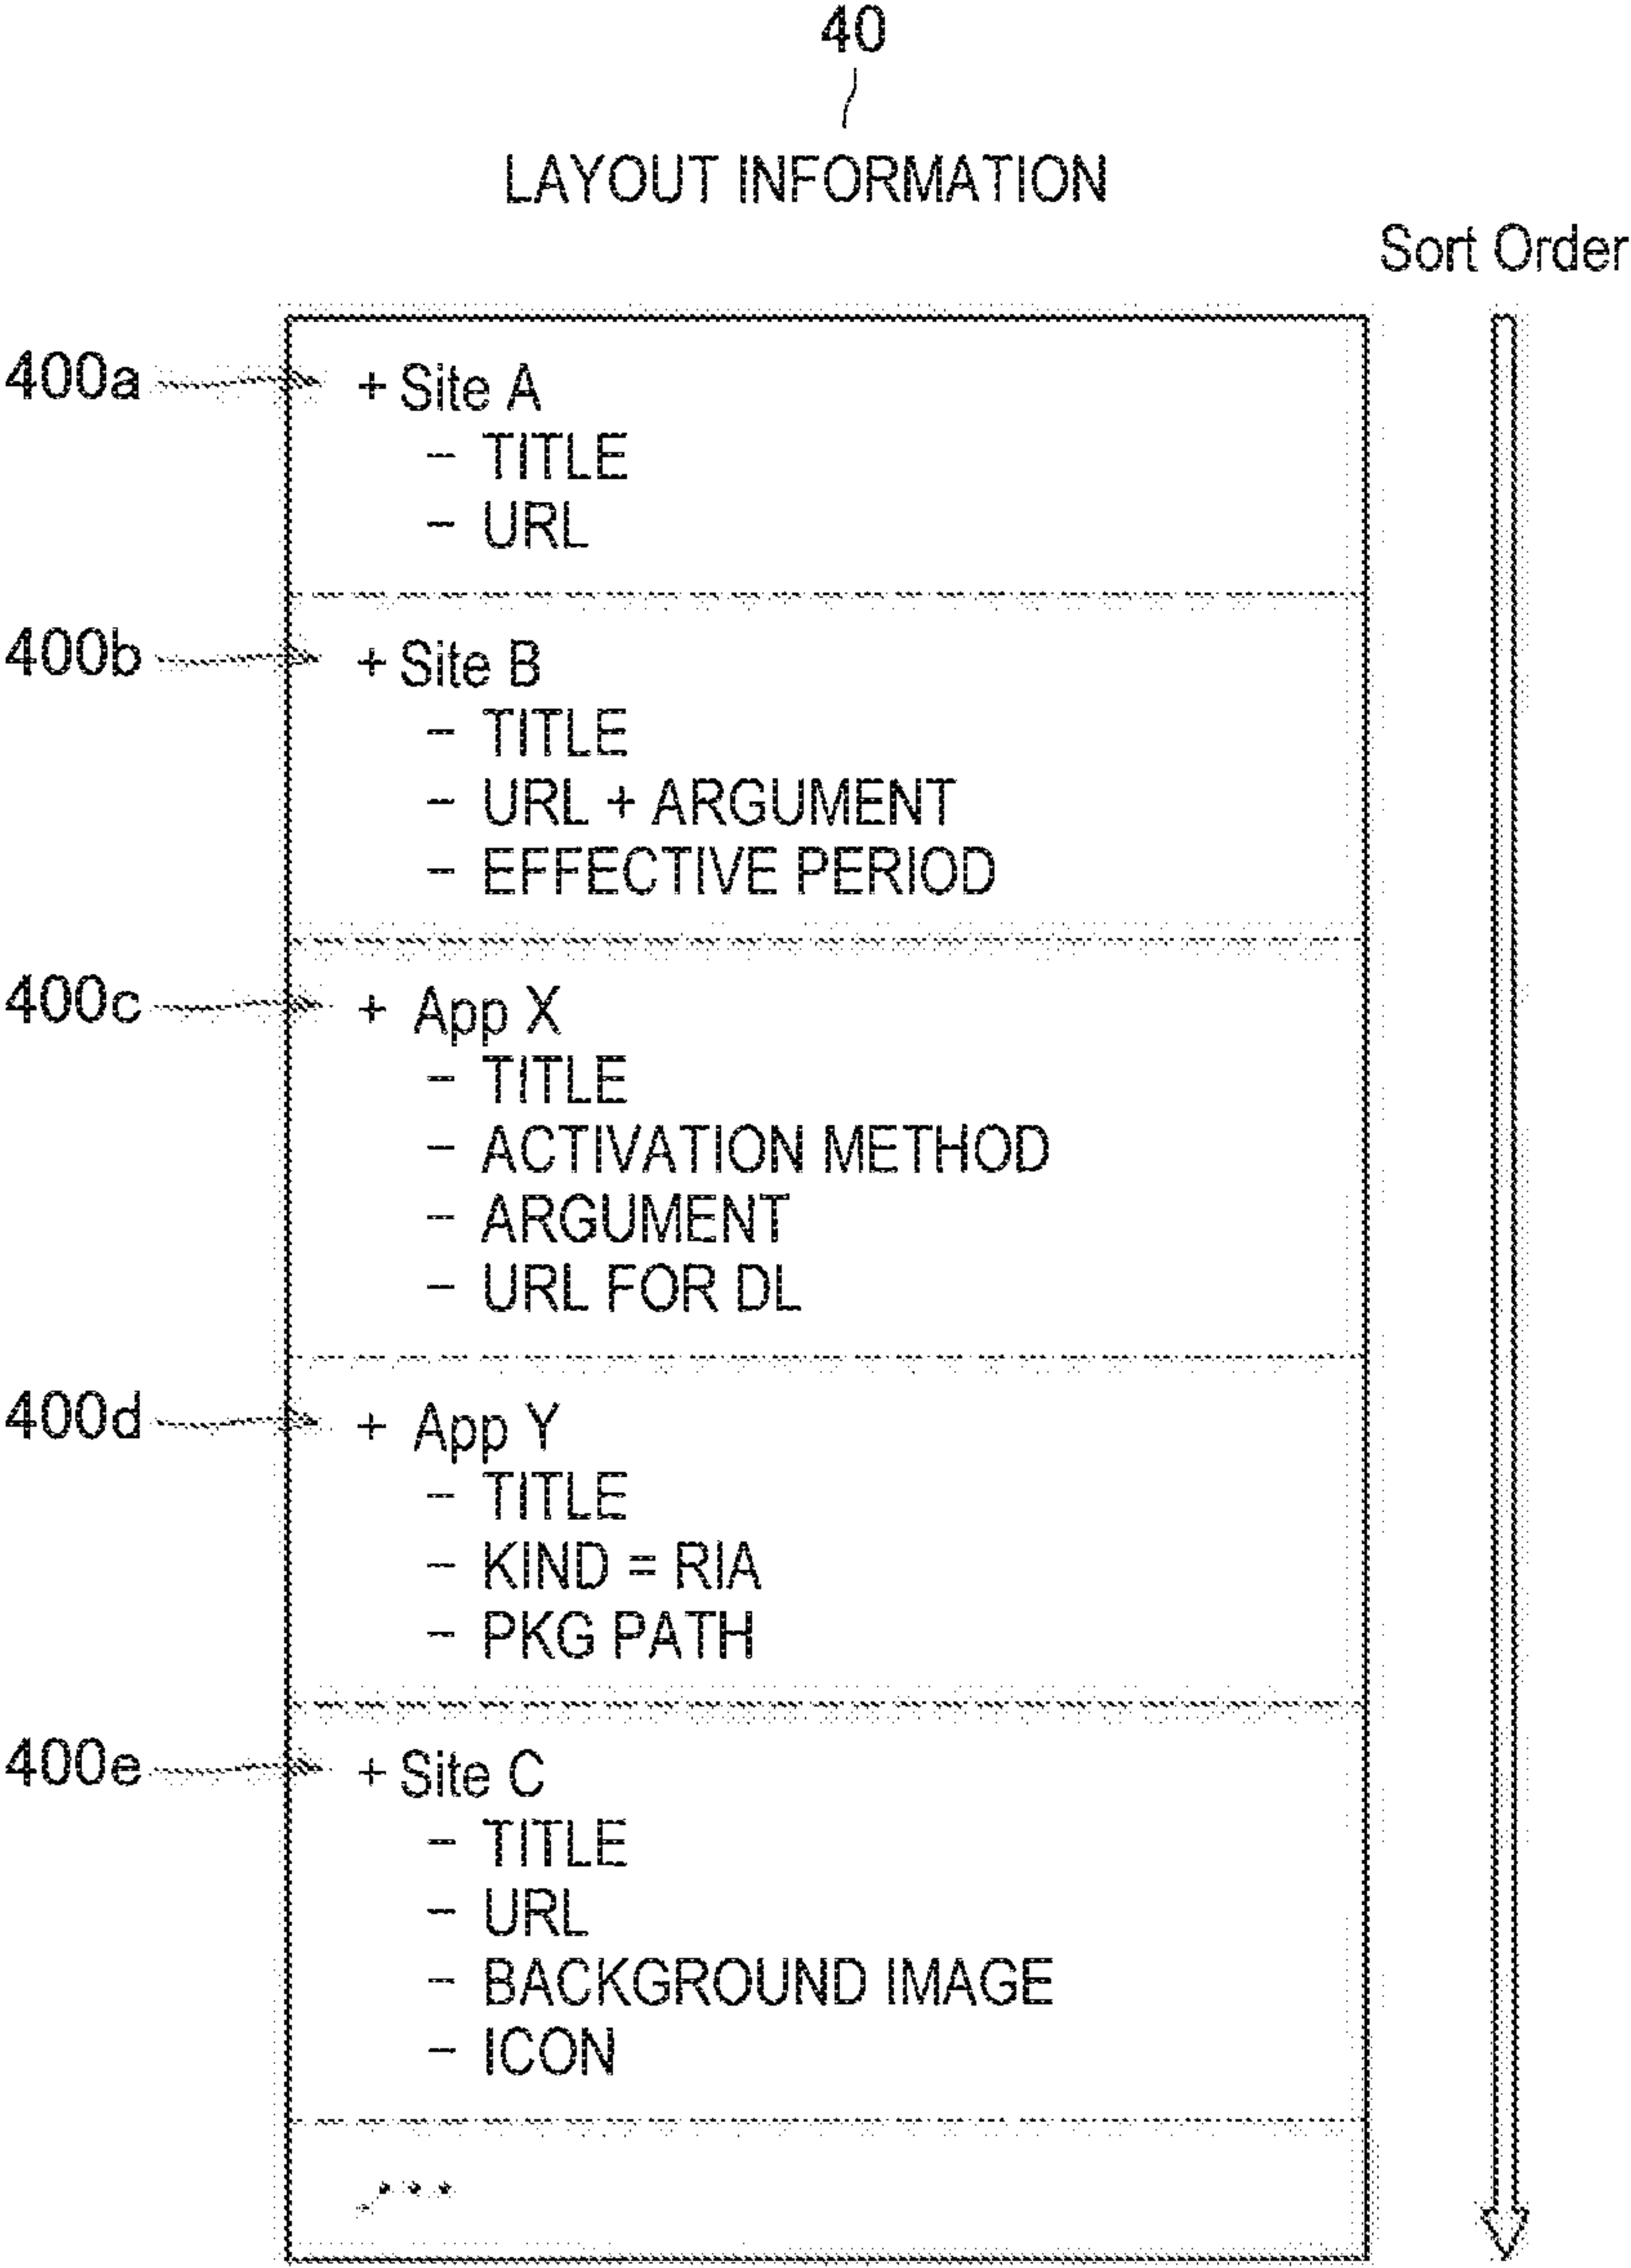 40
LAYOUT INFORMATION
Sort Order
400a
+ Site A
– TITLE
– URL
400b
+ Site B
– TITLE
– URL + ARGUMENT
– EFFECTIVE PERIOD
400c
+ App X
– TITLE
– ACTIVATION METHOD
– ARGUMENT
– URL FOR DL
400d
+ App Y
– TITLE
– KIND = RIA
– PKG PATH
400e
+ Site C
– TITLE
– URL
– BACKGROUND IMAGE
– ICON